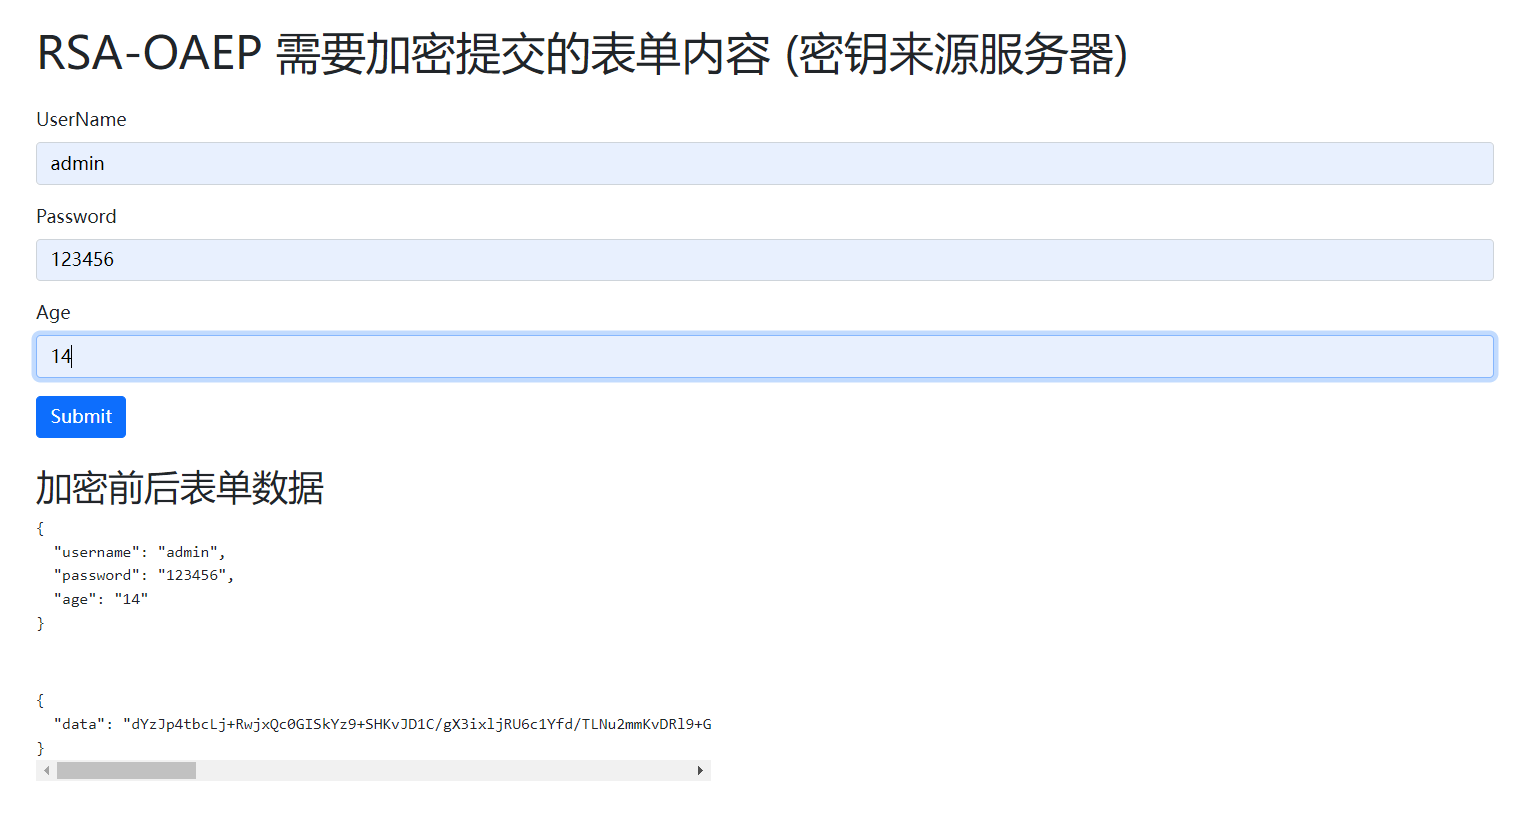 RSA-OAEP 需要加密提交的表单内容 (密钥来源服务器)
UserName
admin
Password
123456
Age
14
Submit
加密前后表单数据
{
  "username": "admin",
  "password": "123456",
  "age": "14"
}
{
  "data": "dYzJp4tbcLj+RwjxQc0GISkYz9+SHKvJD1C/gX3ixljRU6c1Yfd/TLNu2mmKvDRl9+G
}